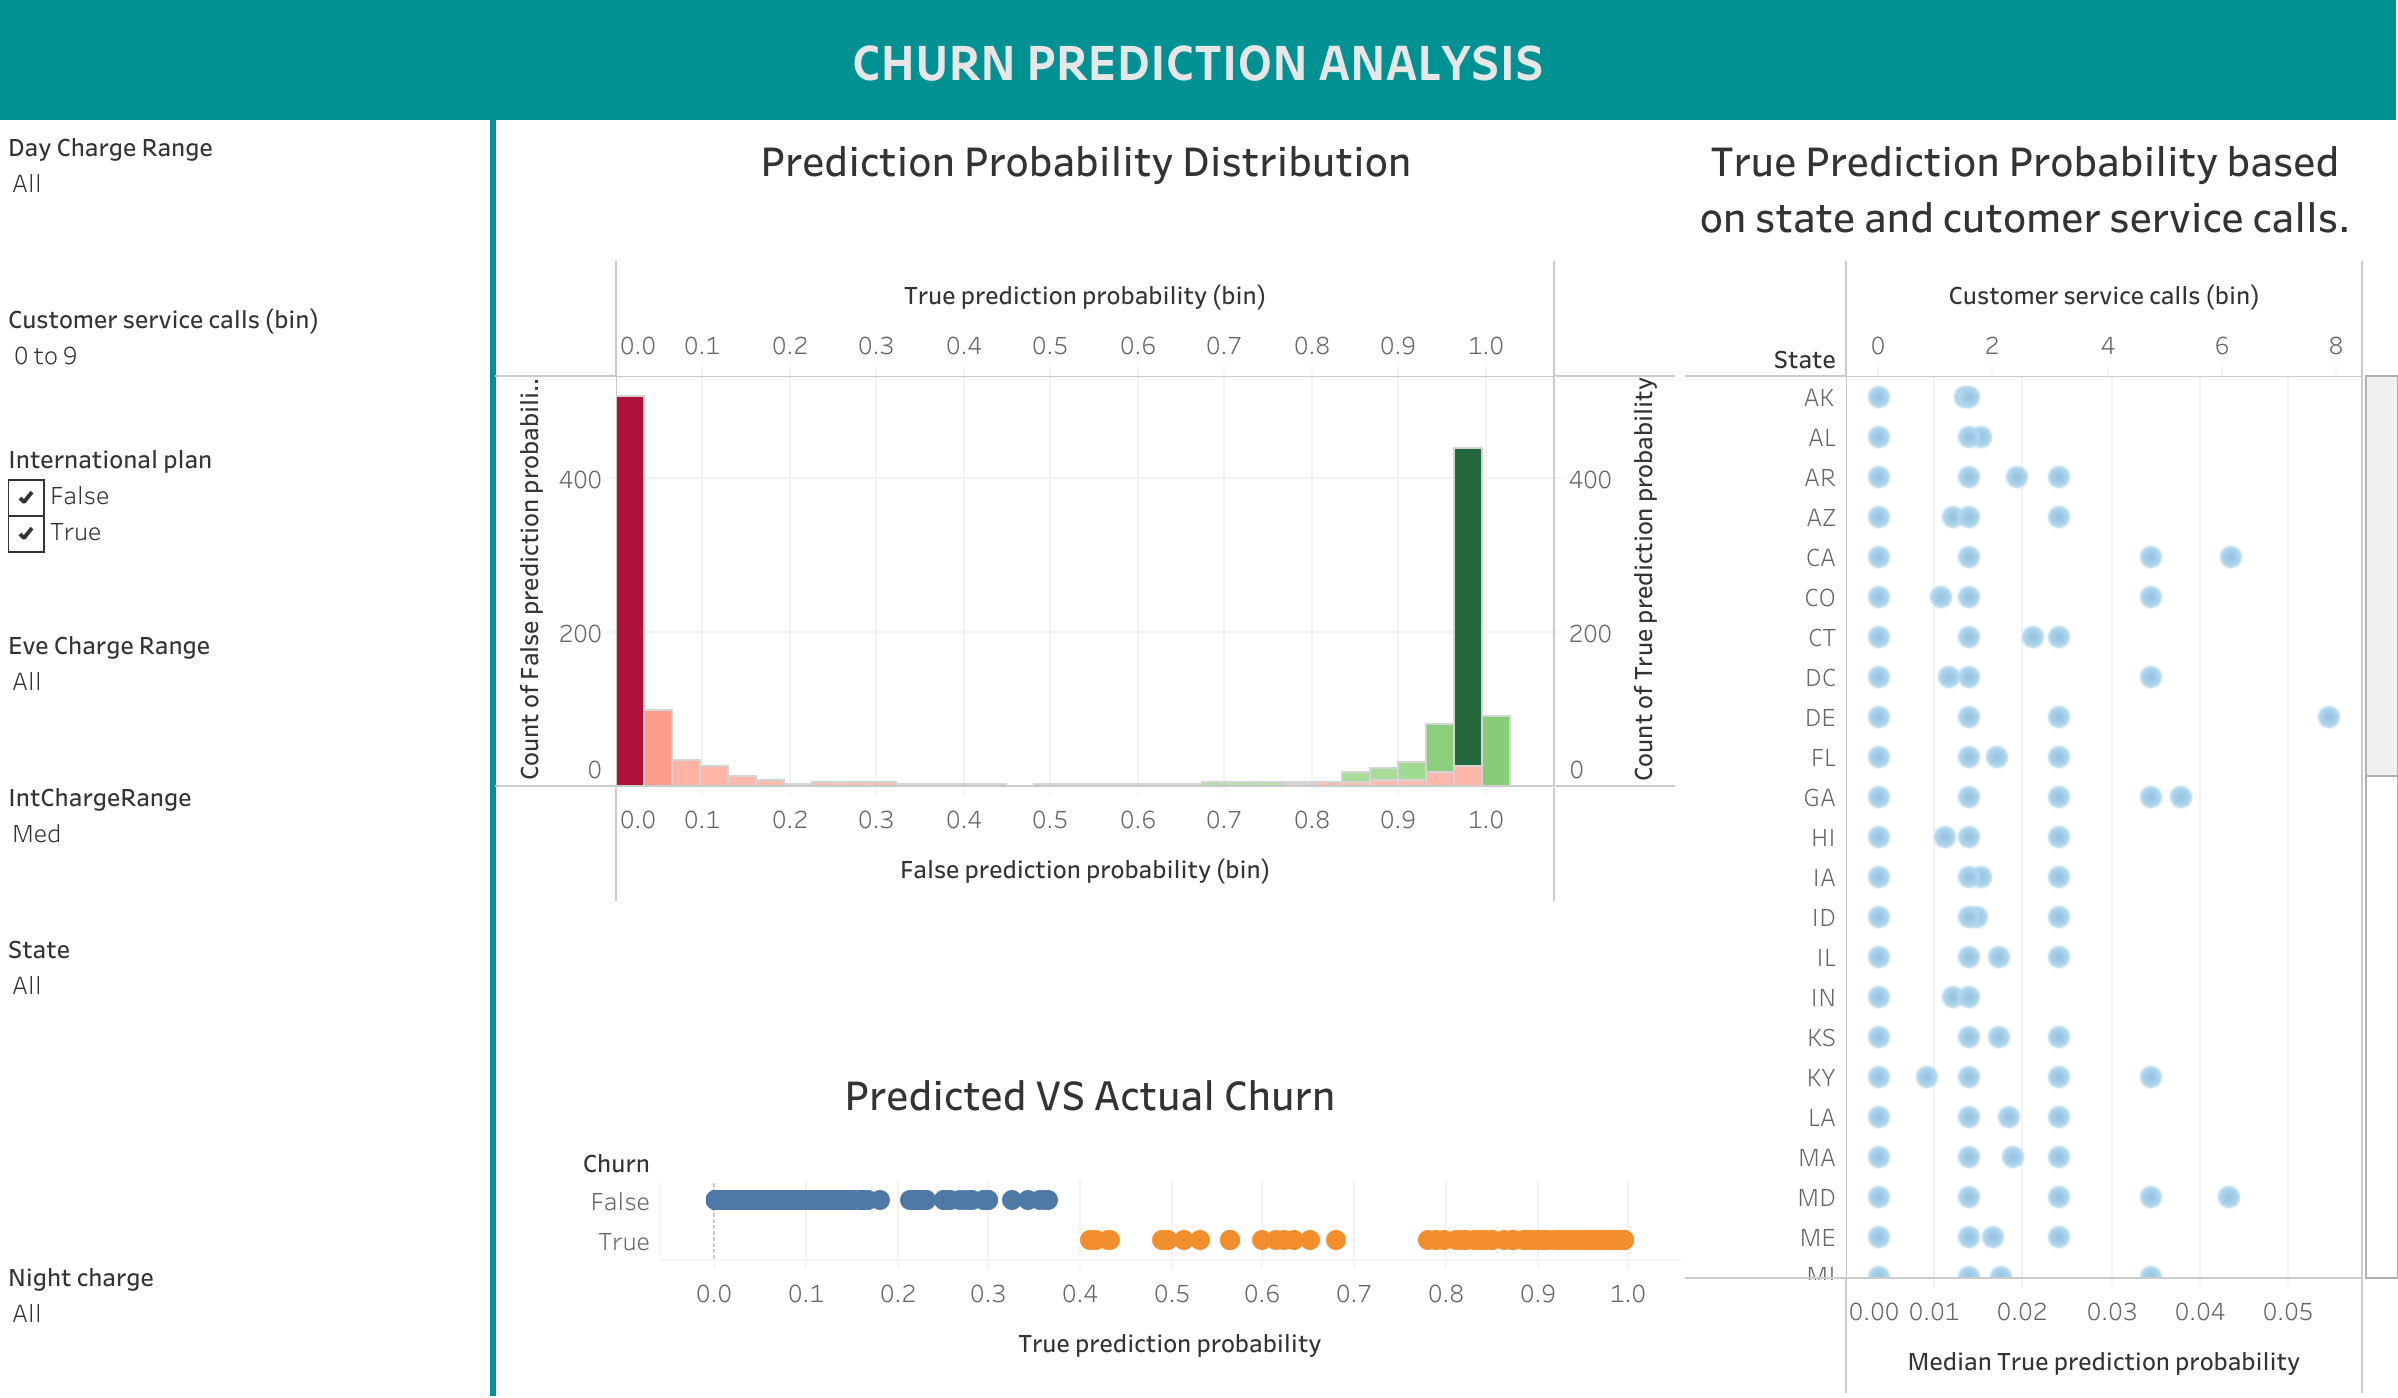 CHURN PREDICTION ANALYSIS
Day Charge Range
All
Customer service calls (bin)
0 to 9
International plan
False
True
Eve Charge Range
All
IntChargeRange
Med
State
All
Night charge
All
Prediction Probability Distribution
True prediction probability (bin)
0.0 0.1 0.2 0.3 0.4 0.5 0.6 0.7 0.8 0.9 1.0
Count of False prediction probabili..
400
200
0
400
200
0
Count of True prediction probability
0.0 0.1 0.2 0.3 0.4 0.5 0.6 0.7 0.8 0.9 1.0
False prediction probability (bin)
Predicted VS Actual Churn
Churn
False
True
0.0 0.1 0.2 0.3 0.4 0.5 0.6 0.7 0.8 0.9 1.0
True prediction probability
True Prediction Probability based
on state and cutomer service calls.
Customer service calls (bin)
State 0 2 4 6 8
AK
AL
AR
AZ
CA
CO
CT
DC
DE
FL
GA
HI
IA
ID
IL
IN
KS
KY
LA
MA
MD
ME
MI
0.00 0.01 0.02 0.03 0.04 0.05
Median True prediction probability